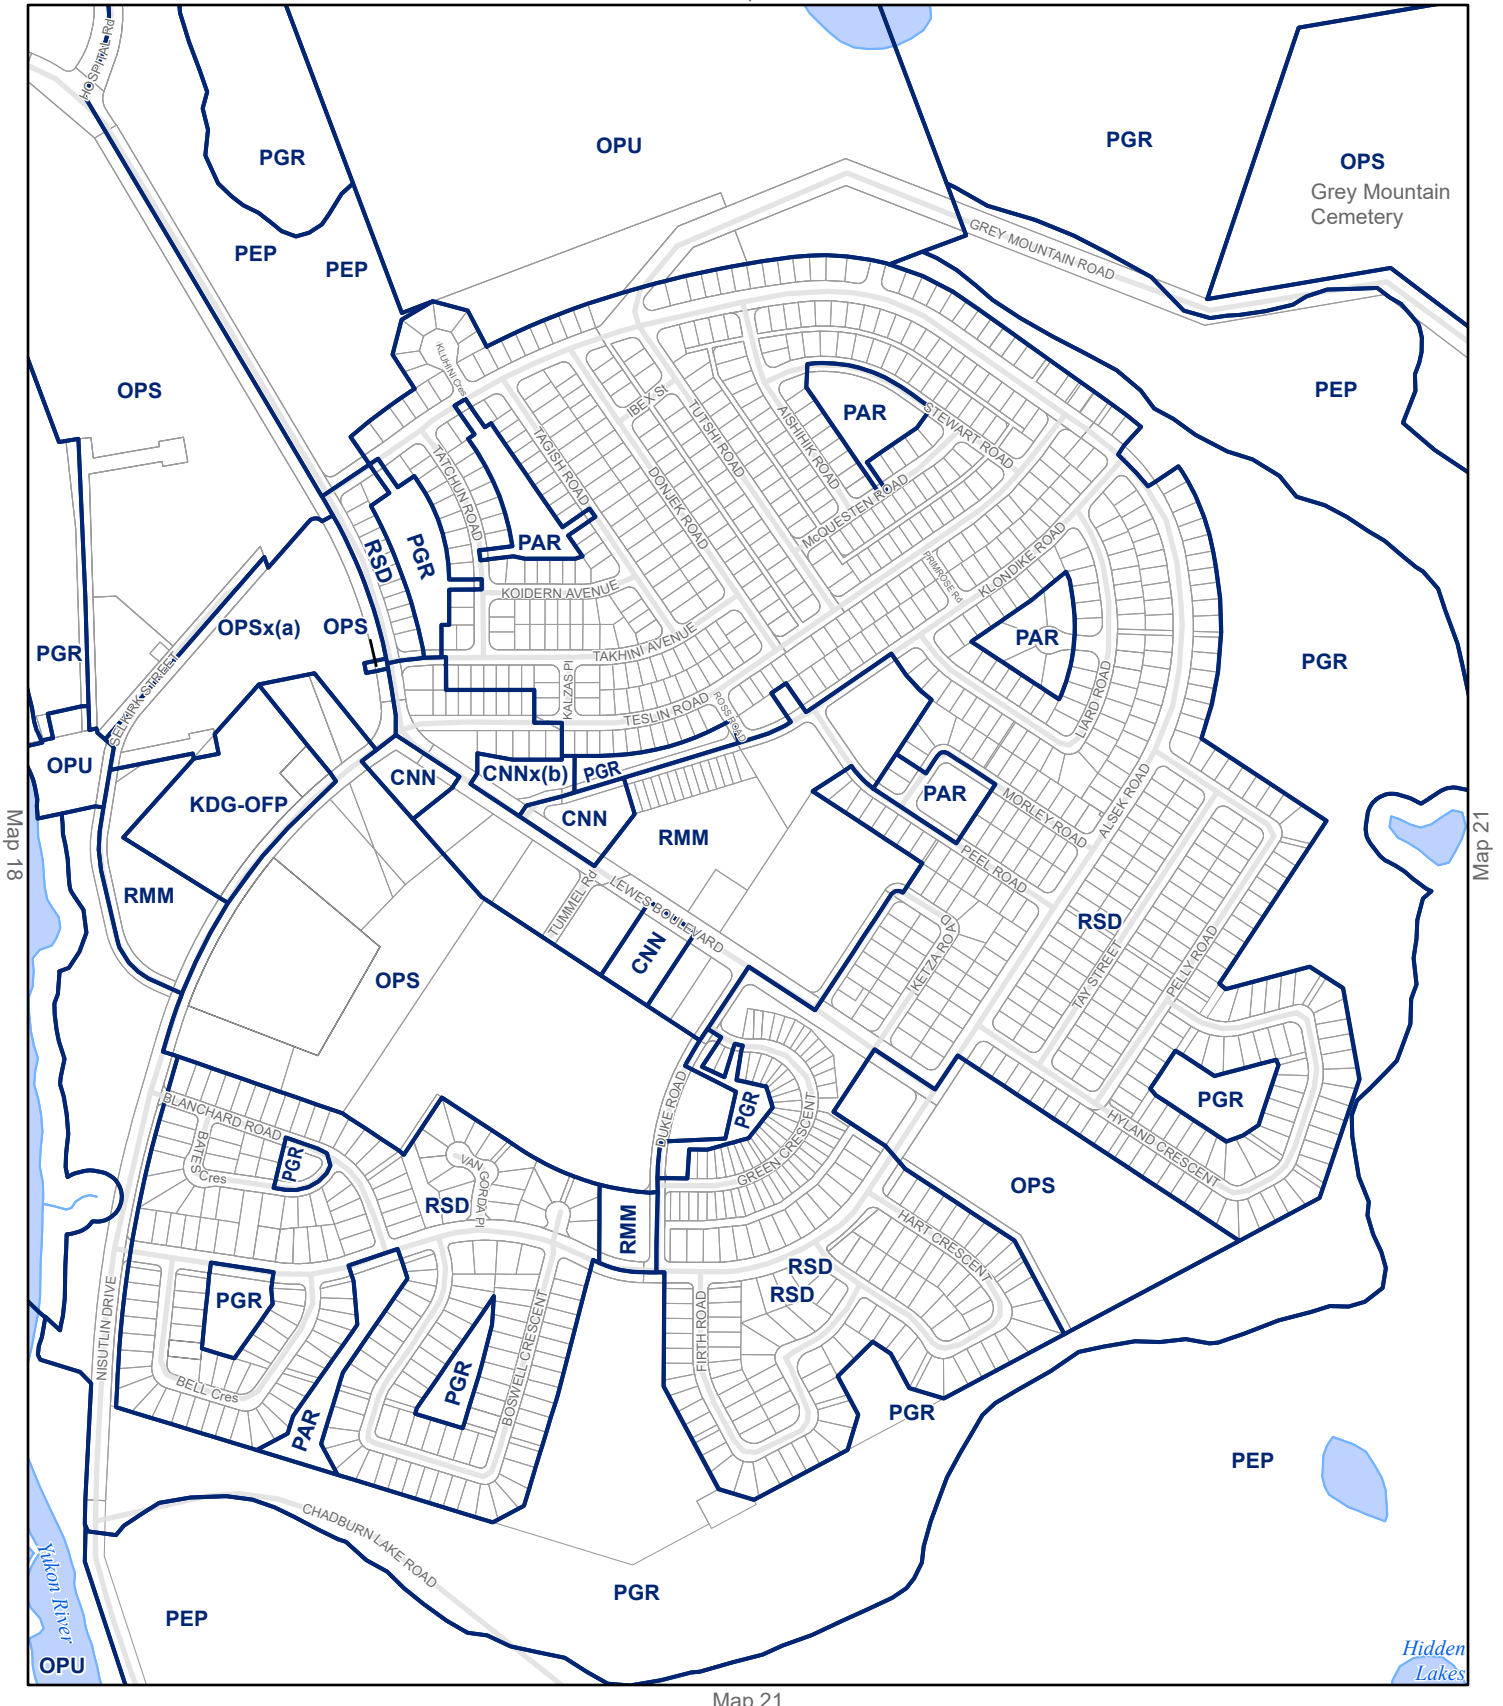 HOSPITAL Rd
PGR
OPU
PGR
OPS
Grey Mountain
Cemetery
PEP
PEP
GREY MOUNTAIN ROAD
OPS
KLUHINI Cres
IBEX St
TUTSHI ROAD
AISHIHIK ROAD
PAR
STEWART ROAD
PEP
TATCHUN ROAD
TAGISH ROAD
DONJEK ROAD
McQUESTEN ROAD
RSD
PGR
PAR
KOIDERN AVENUE
PRIMROSE Rd
KLONDIKE ROAD
OPSx(a)
OPS
TAKHINI AVENUE
PAR
PGR
PGR
SELKIRK STREET
KALZAS Pl
TESLIN ROAD
ROSS ROAD
LIARD ROAD
OPU
CNN
CNNx(b)
PGR
KDG-OFP
CNN
RMM
PAR
MORLEY ROAD
ALSEK ROAD
Map 18
Map 21
PEEL ROAD
RMM
TUMMEL Rd
LEWES BOULEVARD
CNN
KETZA ROAD
RSD
TAY STREET
PELLY ROAD
OPS
BLANCHARD ROAD
BATES
Cres
PGR
VAN
GORDA Pl
RSD
DUKE ROAD
PGR
GREEN CRESCENT
PGR
HYLAND CRESCENT
OPS
RMM
HART CRESCENT
RSD
RSD
NISUTLIN DRIVE
PGR
BELL Cres
PAR
PGR
BOSWELL CRESCENT
FIRTH ROAD
PGR
PEP
CHADBURN LAKE ROAD
Yukon River
PEP
PGR
OPU
Hidden
Lakes
Map 21